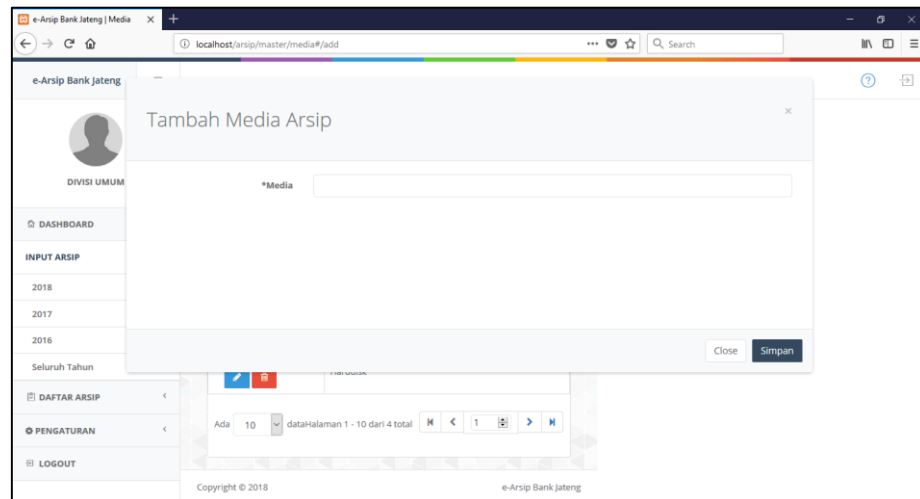 e-Arsip Bank Jateng | Media
localhost/arsip/master/media#/add
Search
e-Arsip Bank Jateng
Tambah Media Arsip
DIVISI UMUM
*Media
DASHBOARD
INPUT ARSIP
2018
2017
2016
Seluruh Tahun
Close
Simpan
Harddisk
DAFTAR ARSIP
Ada 10 dataHalaman 1 - 10 dari 4 total 1
PENGATURAN
LOGOUT
Copyright © 2018
e-Arsip Bank Jateng